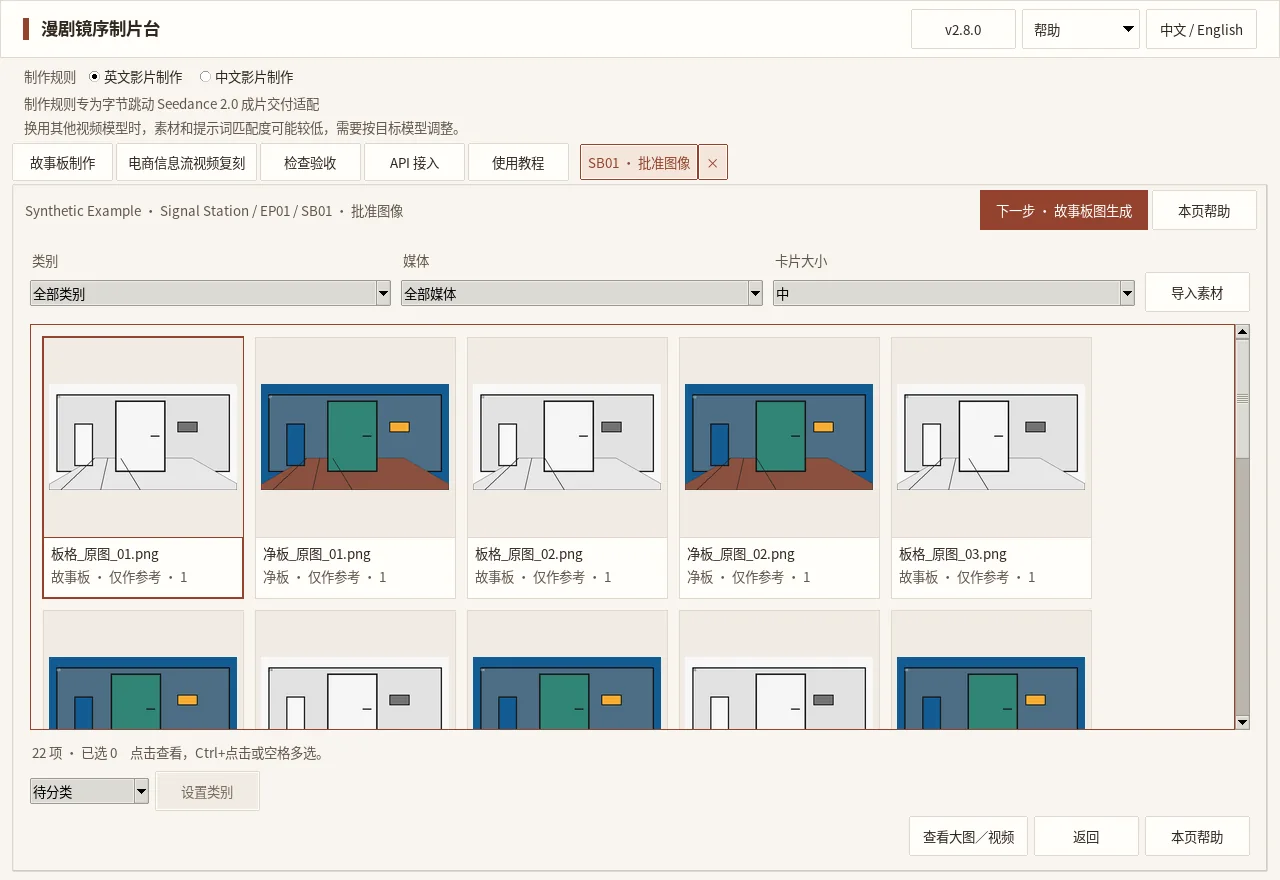 漫剧镜序制片台
v2.8.0
帮助
中文 / English
制作规则 英文影片制作 中文影片制作
制作规则专为字节跳动 Seedance 2.0 成片交付适配
换用其他视频模型时，素材和提示词匹配度可能较低，需要按目标模型调整。
故事板制作
电商信息流视频复刻
检查验收
API 接入
使用教程
SB01 · 批准图像 ×
Synthetic Example · Signal Station / EP01 / SB01 · 批准图像
下一步 · 故事板图生成
本页帮助
类别
媒体
卡片大小
全部类别
全部媒体
中
导入素材
板格_原图_01.png
故事板 · 仅作参考 · 1
净板_原图_01.png
净板 · 仅作参考 · 1
板格_原图_02.png
故事板 · 仅作参考 · 1
净板_原图_02.png
净板 · 仅作参考 · 1
板格_原图_03.png
故事板 · 仅作参考 · 1
22 项 · 已选 0 点击查看，Ctrl+点击或空格多选。
待分类
设置类别
查看大图／视频
返回
本页帮助